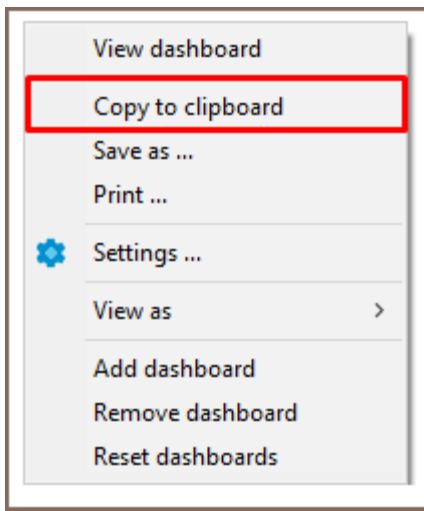 View dashboard
Copy to clipboard
Save as ...
Print ...
Settings ...
View as
Add dashboard
Remove dashboard
Reset dashboards